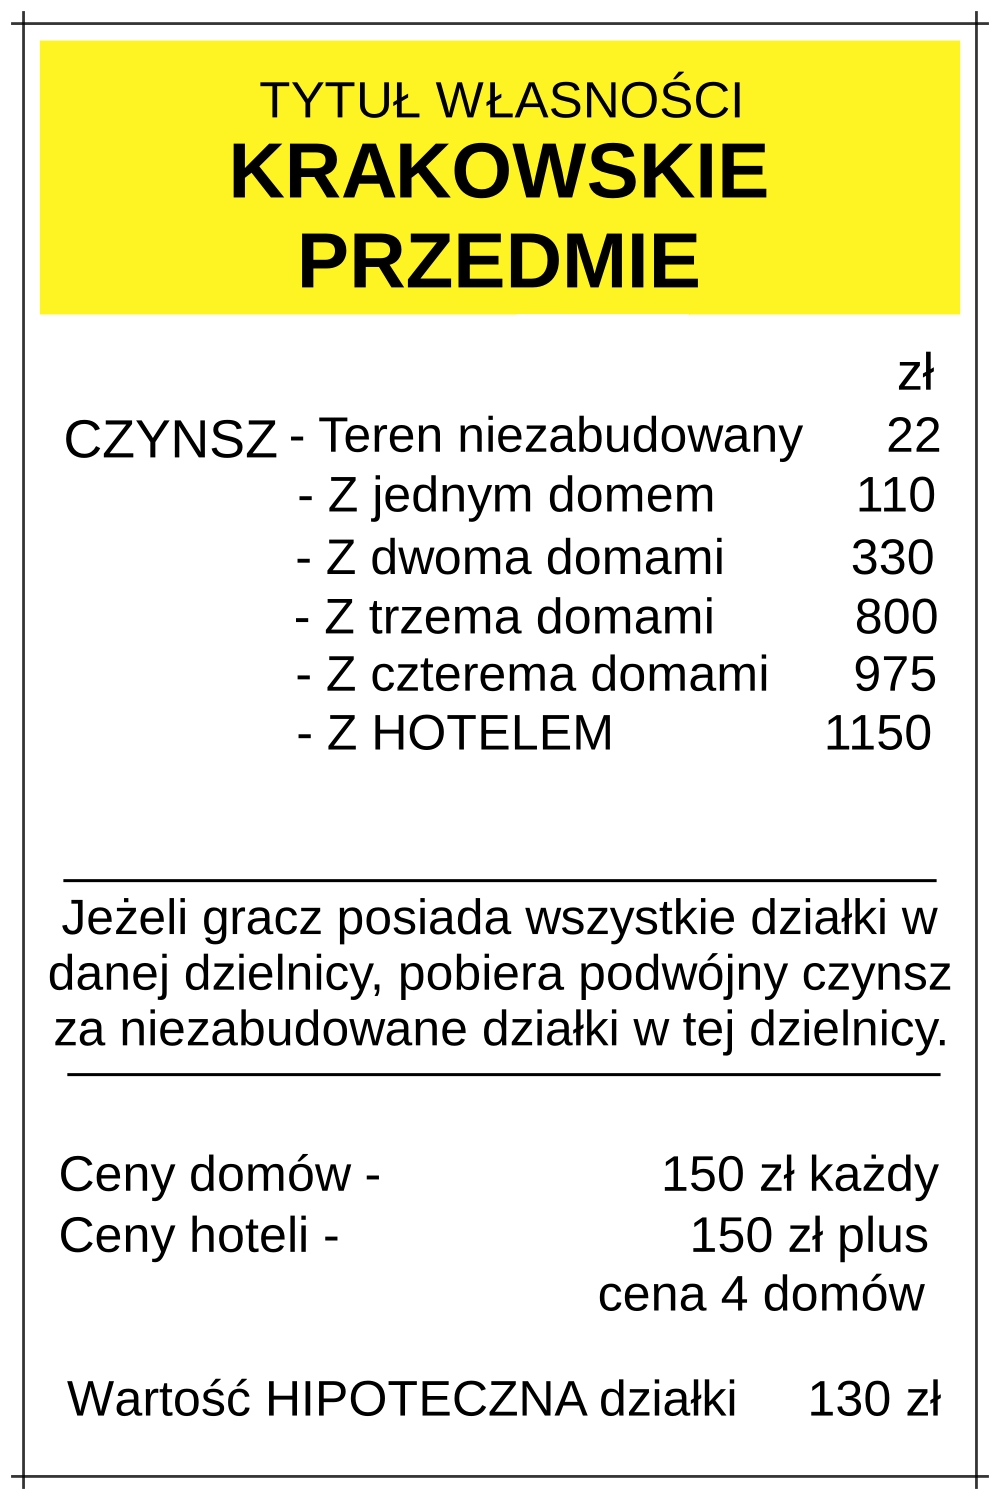 TYTUŁ WŁASNOŚCI
KRAKOWSKIE
PRZEDMIE
zł
CZYNSZ - Teren niezabudowany 22
- Z jednym domem 110
- Z dwoma domami 330
- Z trzema domami 800
- Z czterema domami 975
- Z HOTELEM 1150
Jeżeli gracz posiada wszystkie działki w
danej dzielnicy, pobiera podwójny czynsz
za niezabudowane działki w tej dzielnicy.
Ceny domów - 150 zł każdy
Ceny hoteli - 150 zł plus
cena 4 domów
Wartość HIPOTECZNA działki 130 zł